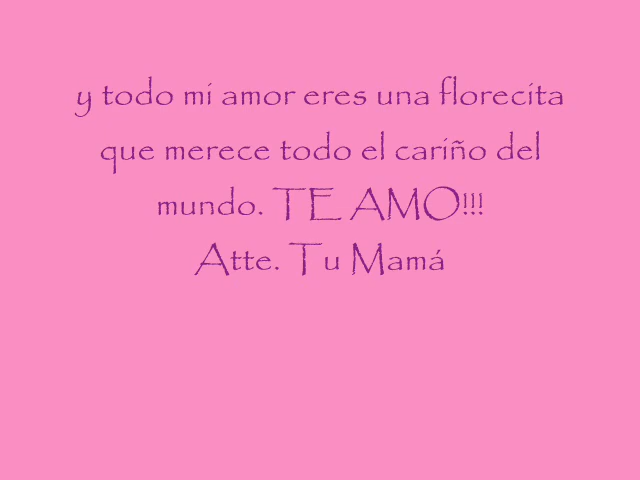 y todo mi amor eres una florecita
que merece todo el cariño del
mundo. TE AMO!!!
Atte. Tu Mamá